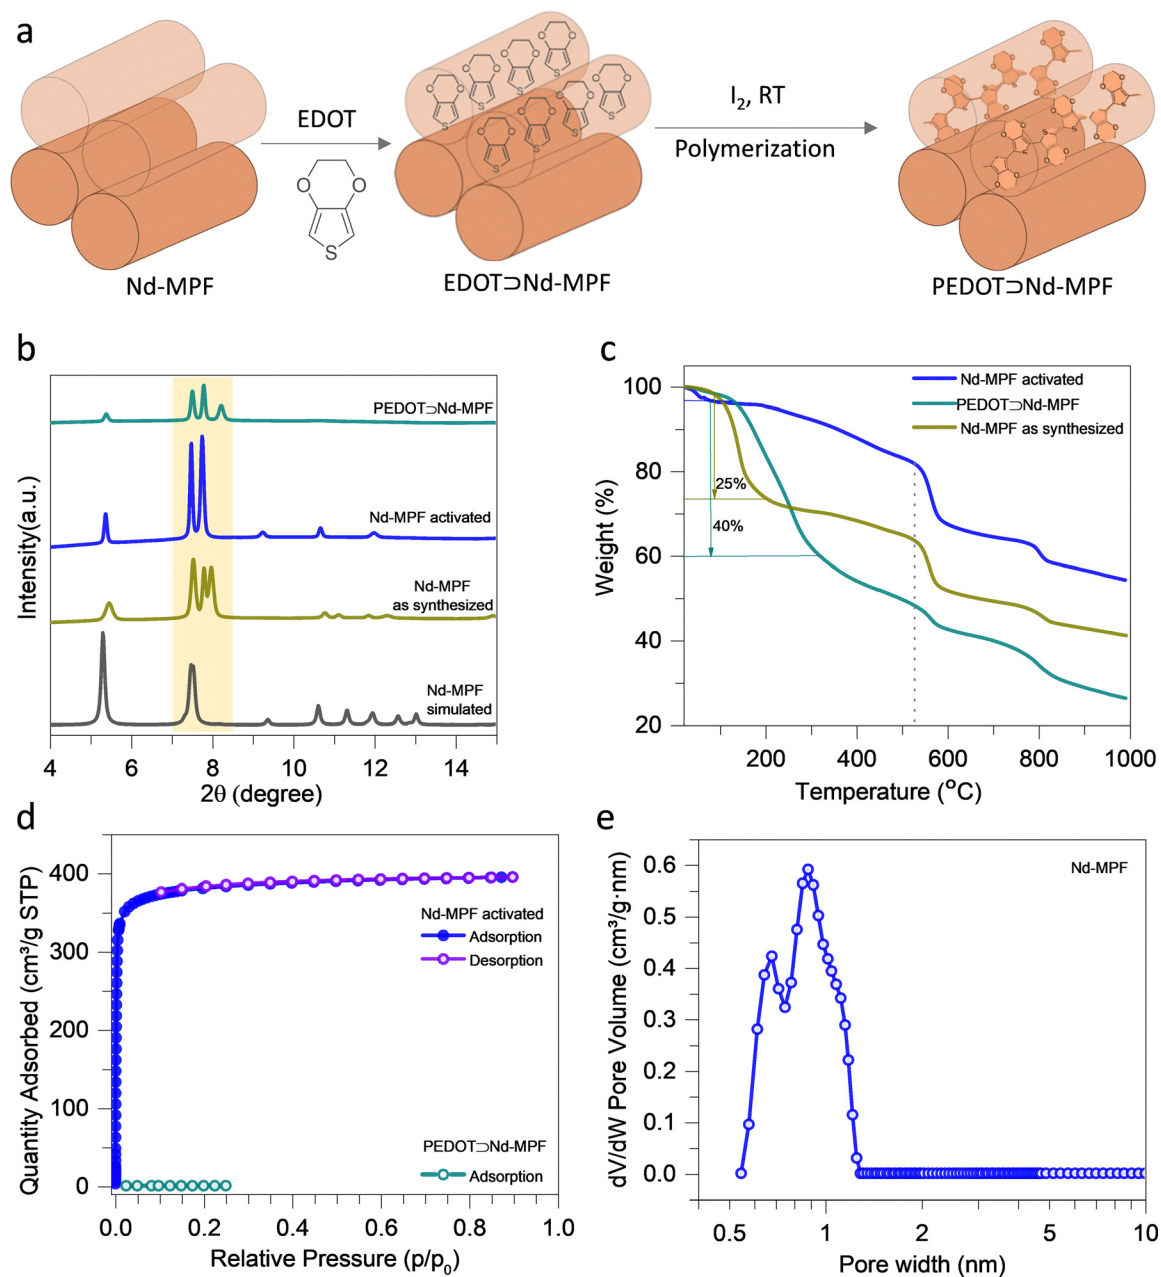 a
EDOT
I₂, RT
Polymerization
O
O
S
Nd-MPF
EDOT⊃Nd-MPF
PEDOT⊃Nd-MPF
b
Intensity(a.u.)
PEDOT⊃Nd-MPF
Nd-MPF activated
Nd-MPF
as synthesized
Nd-MPF
simulated
4 6 8 10 12 14
2θ (degree)
c
Weight (%)
100
80
60
40
20
Nd-MPF activated
PEDOT⊃Nd-MPF
Nd-MPF as synthesized
25%
40%
200 400 600 800 1000
Temperature (°C)
d
Quantity Adsorbed (cm³/g STP)
400
300
200
100
0
Nd-MPF activated
Adsorption
Desorption
PEDOT⊃Nd-MPF
Adsorption
0.0 0.2 0.4 0.6 0.8 1.0
Relative Pressure (p/p₀)
e
dV/dW Pore Volume (cm³/g·nm)
0.6
0.5
0.4
0.3
0.2
0.1
0.0
Nd-MPF
0.5 1 2 5 10
Pore width (nm)